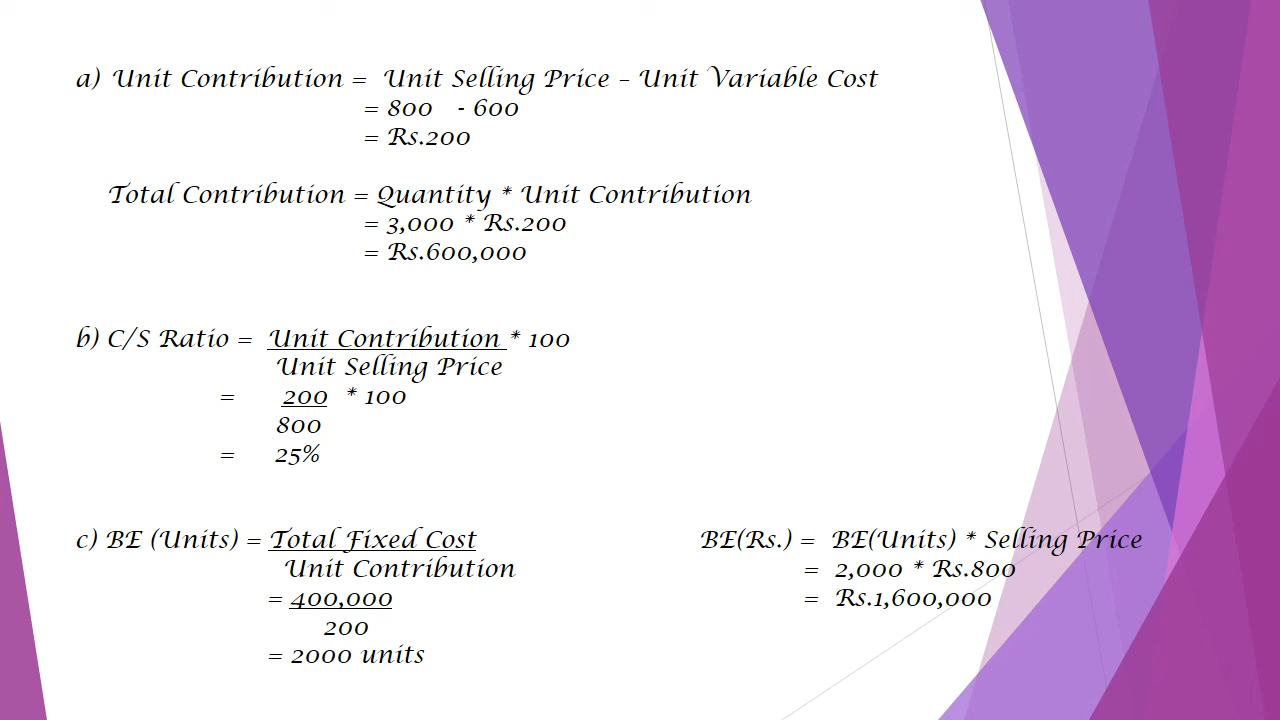 a) Unit Contribution = Unit Selling Price – Unit Variable Cost
= 800 - 600
= Rs.200
Total Contribution = Quantity * Unit Contribution
= 3,000 * Rs.200
= Rs.600,000
b) C/S Ratio = Unit Contribution * 100
Unit Selling Price
= 200 * 100
800
= 25%
c) BE (Units) = Total Fixed Cost
Unit Contribution
= 400,000
200
= 2000 units
BE(Rs.) = BE(Units) * Selling Price
= 2,000 * Rs.800
= Rs.1,600,000